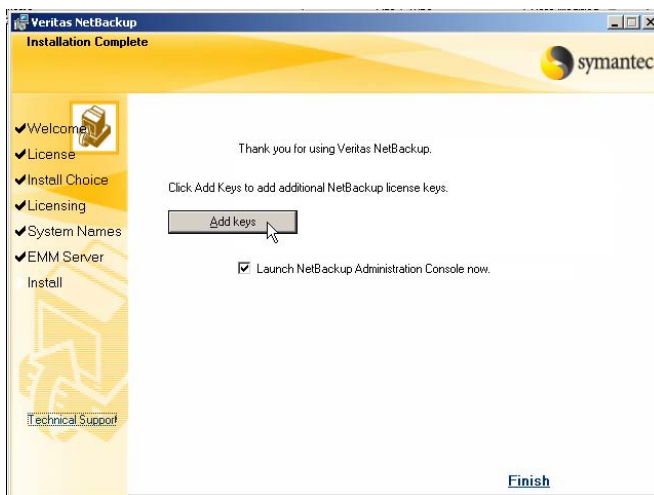 Veritas NetBackup
Installation Complete
symantec
Welcome
License
Install Choice
Licensing
System Names
EMM Server
Install
Technical Support
Thank you for using Veritas NetBackup.
Click Add Keys to add additional NetBackup license keys.
Add keys
Launch NetBackup Administration Console now.
Finish